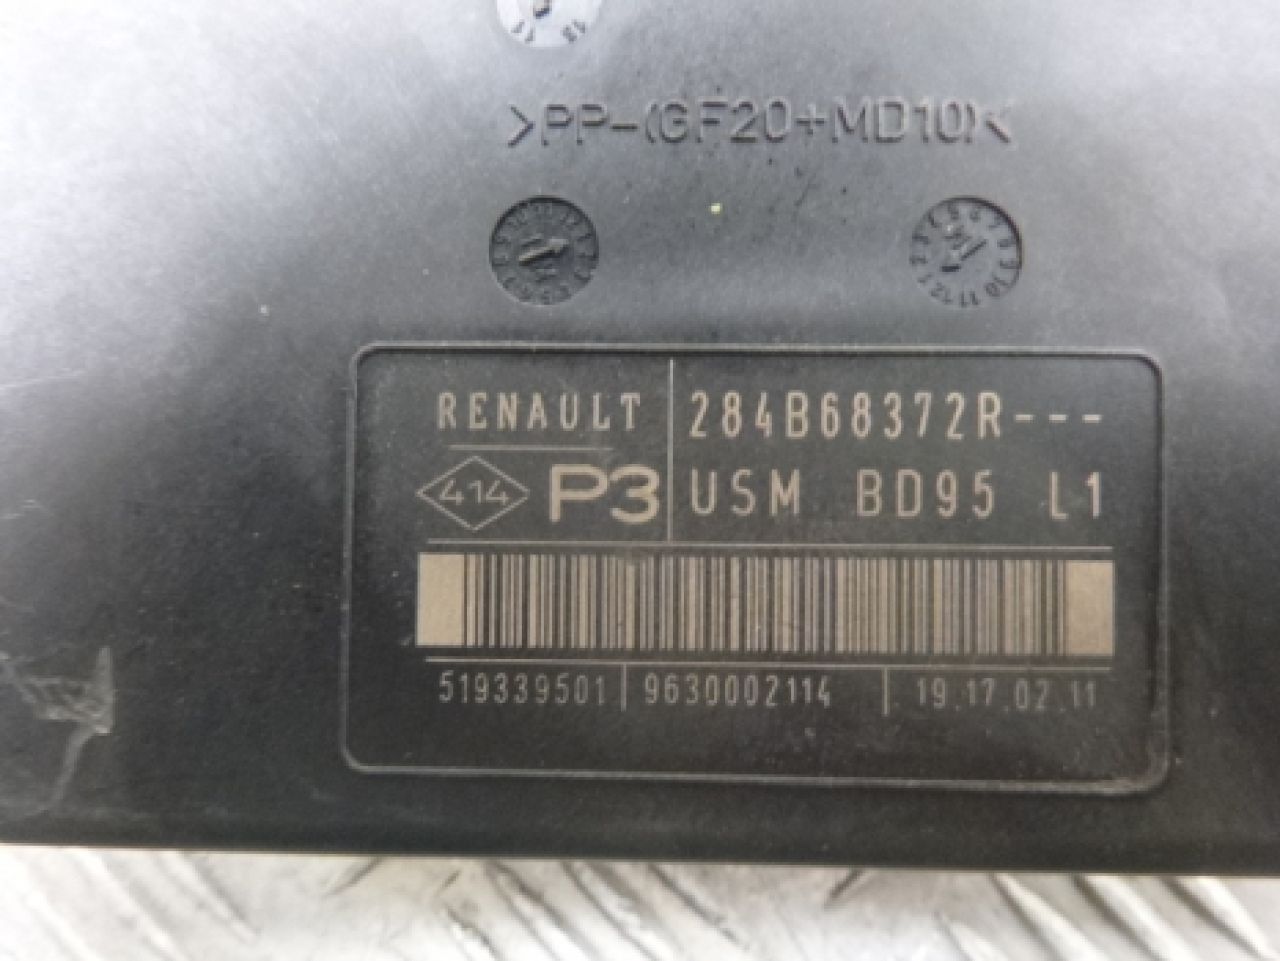 >PP-(GF20+MD10)<
RENAULT 284B68372R---
414 P3 USM BD95 L1
519339501 9630002114 19.17.02.11